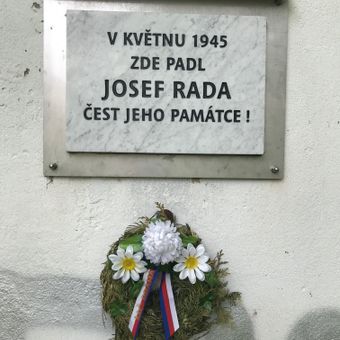 V KVĚTNU 1945
ZDE PADL
JOSEF RADA
ČEST JEHO PAMÁTCE !